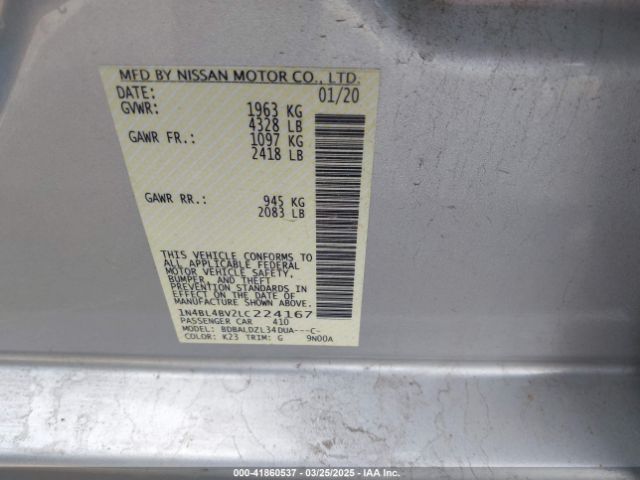 MFD BY NISSAN MOTOR CO., LTD.
DATE: 01/20
GVWR: 1963 KG
4328 LB
GAWR FR.: 1097 KG
2418 LB
GAWR RR.: 945 KG
2083 LB
THIS VEHICLE CONFORMS TO
ALL APPLICABLE FEDERAL
MOTOR VEHICLE SAFETY,
BUMPER, AND THEFT
PREVENTION STANDARDS
IN EFFECT ON THE DATE OF
MANUFACTURE SHOWN ABOVE.
1N4BL4BV2LC224167
PASSENGER CAR 410
MODEL: BDBALDZL34DUA---C-
COLOR: K23 TRIM: G 9N00A
000-41860537 - 03/25/2025 - IAA Inc.